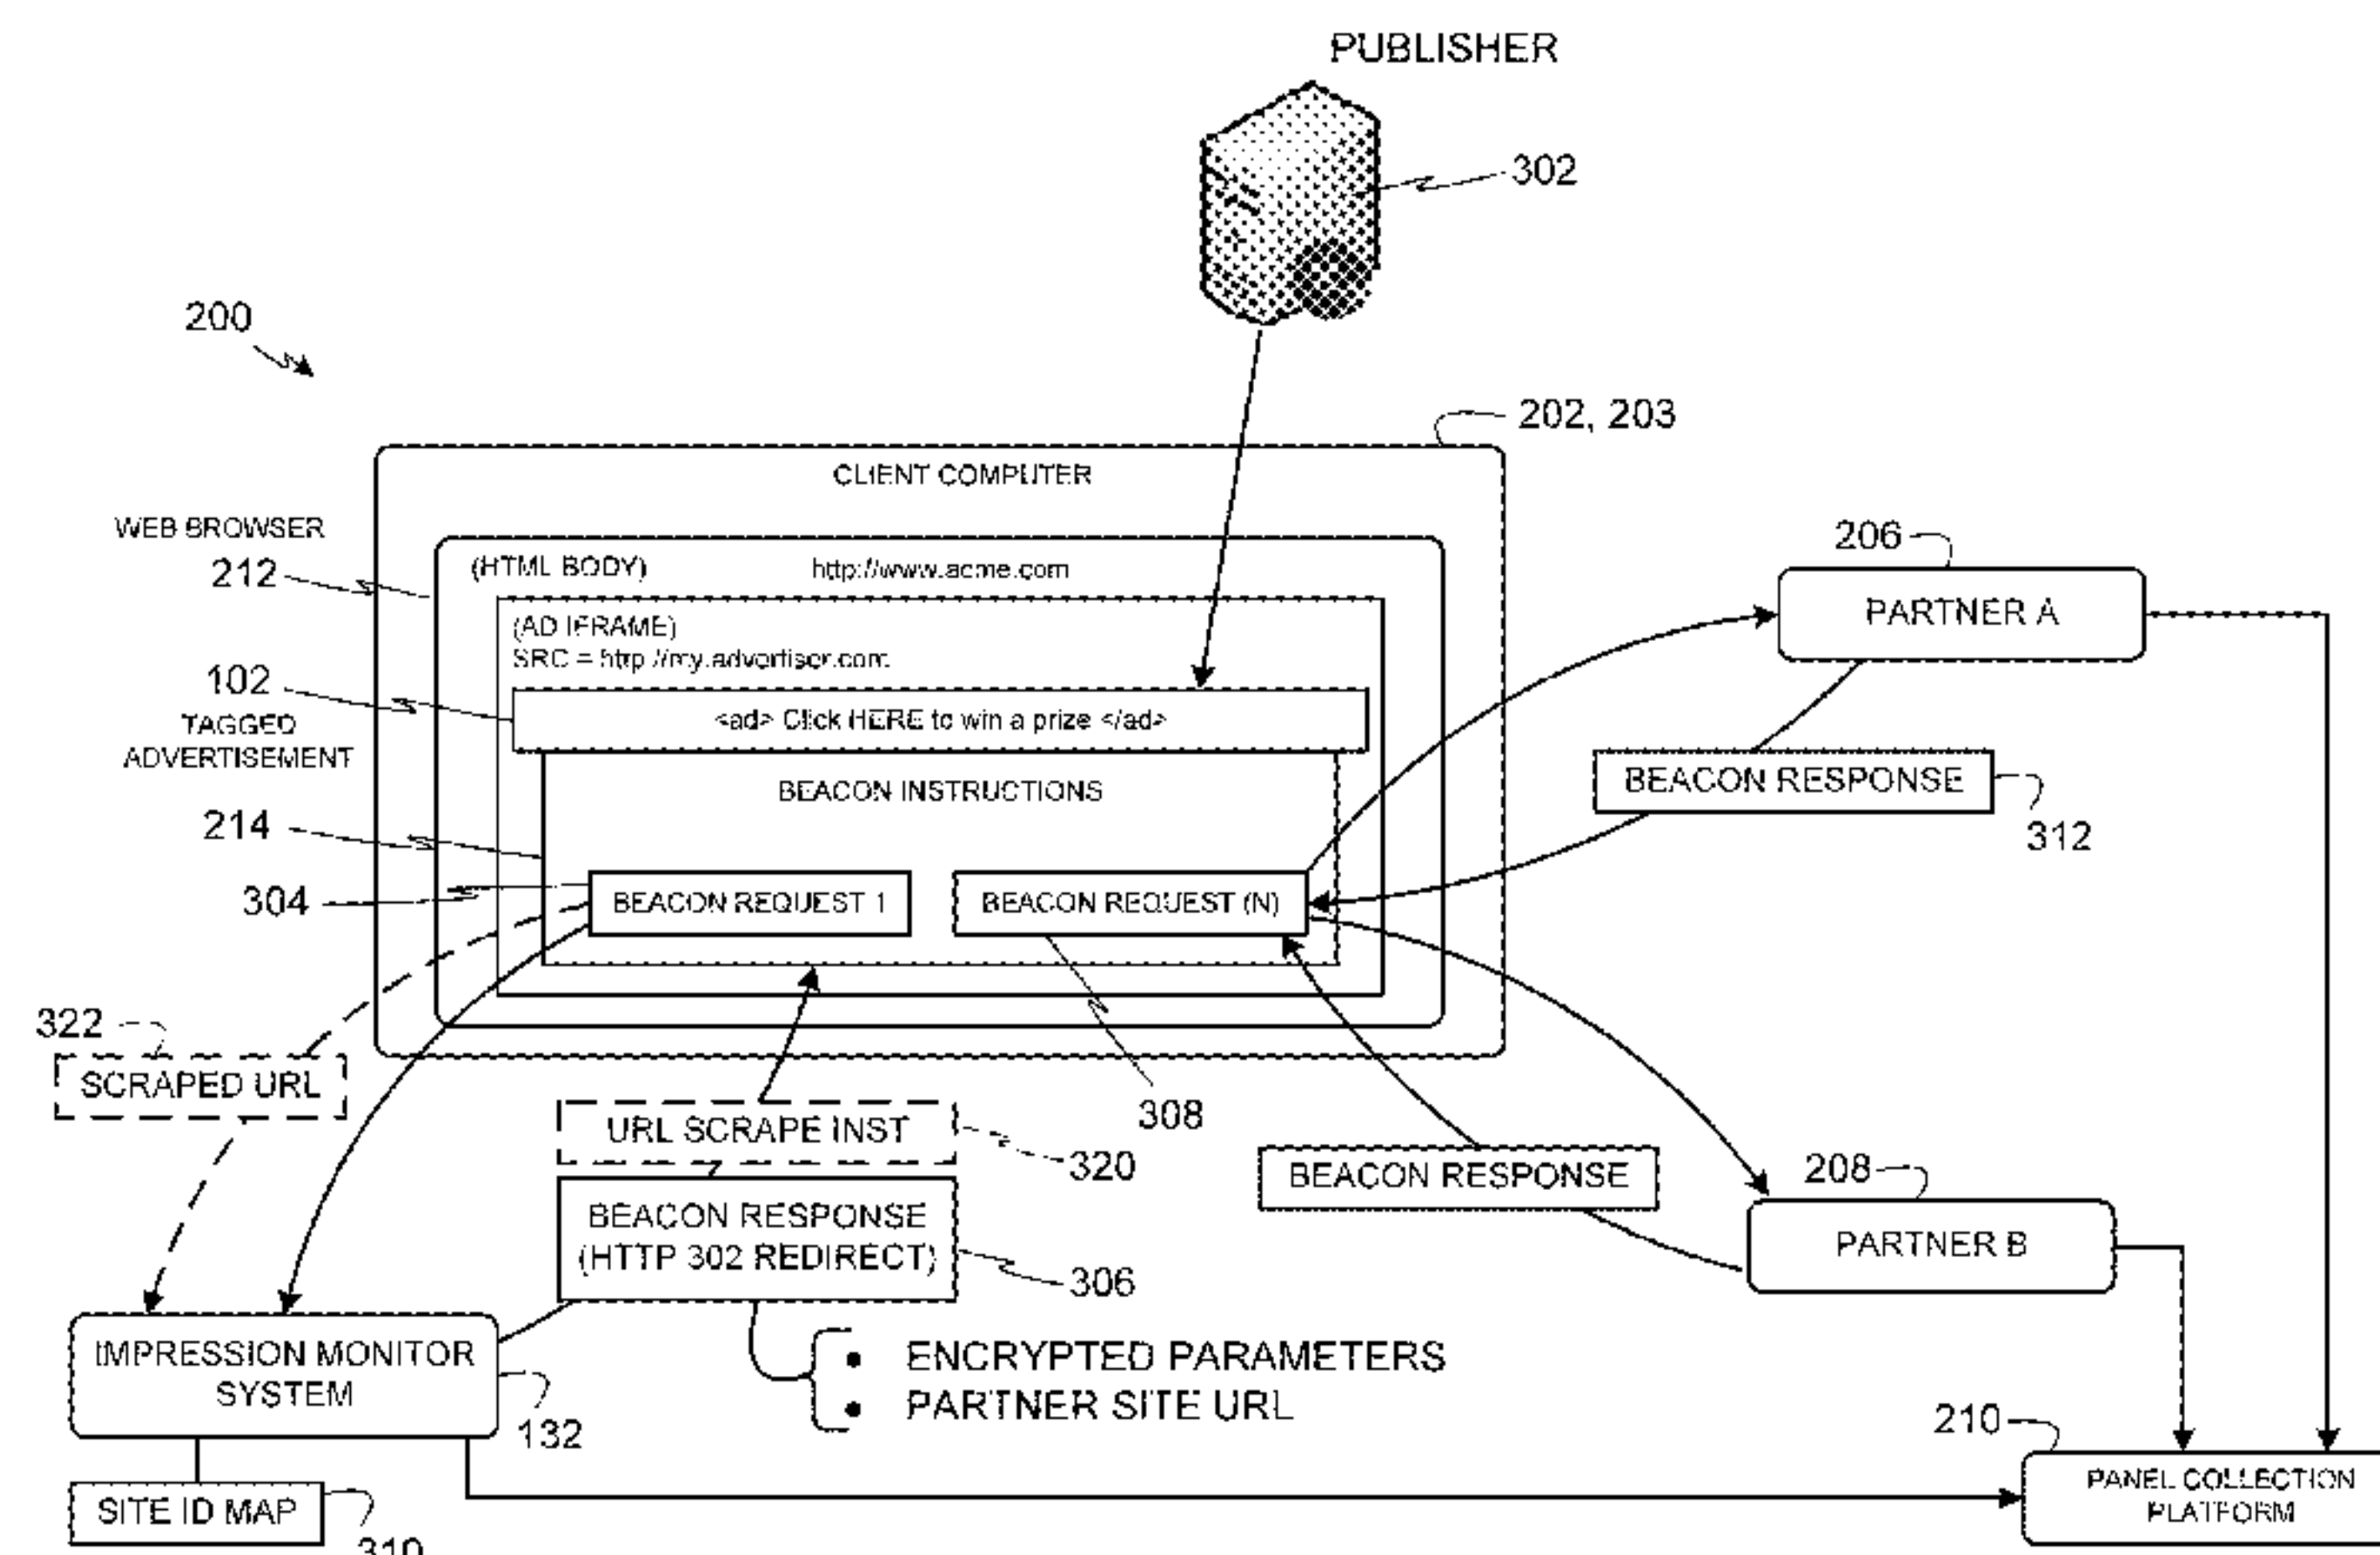 PUBLISHER
302
200
202, 203
CLIENT COMPUTER
WEB BROWSER
212
(HTML BODY) http://www.acme.com
206
PARTNER A
(AD IFRAME)
SRC = http://my.advertiser.com
102
TAGGED
ADVERTISEMENT
<ad> Click HERE to win a prize </ad>
BEACON INSTRUCTIONS
BEACON RESPONSE
312
214
304
BEACON REQUEST 1
BEACON REQUEST (N)
322
SCRAPED URL
308
URL SCRAPE INST
320
BEACON RESPONSE
208
PARTNER B
BEACON RESPONSE
(HTTP 302 REDIRECT)
306
IMPRESSION MONITOR
SYSTEM
132
• ENCRYPTED PARAMETERS
• PARTNER SITE URL
210
PANEL COLLECTION
PLATFORM
SITE ID MAP
310